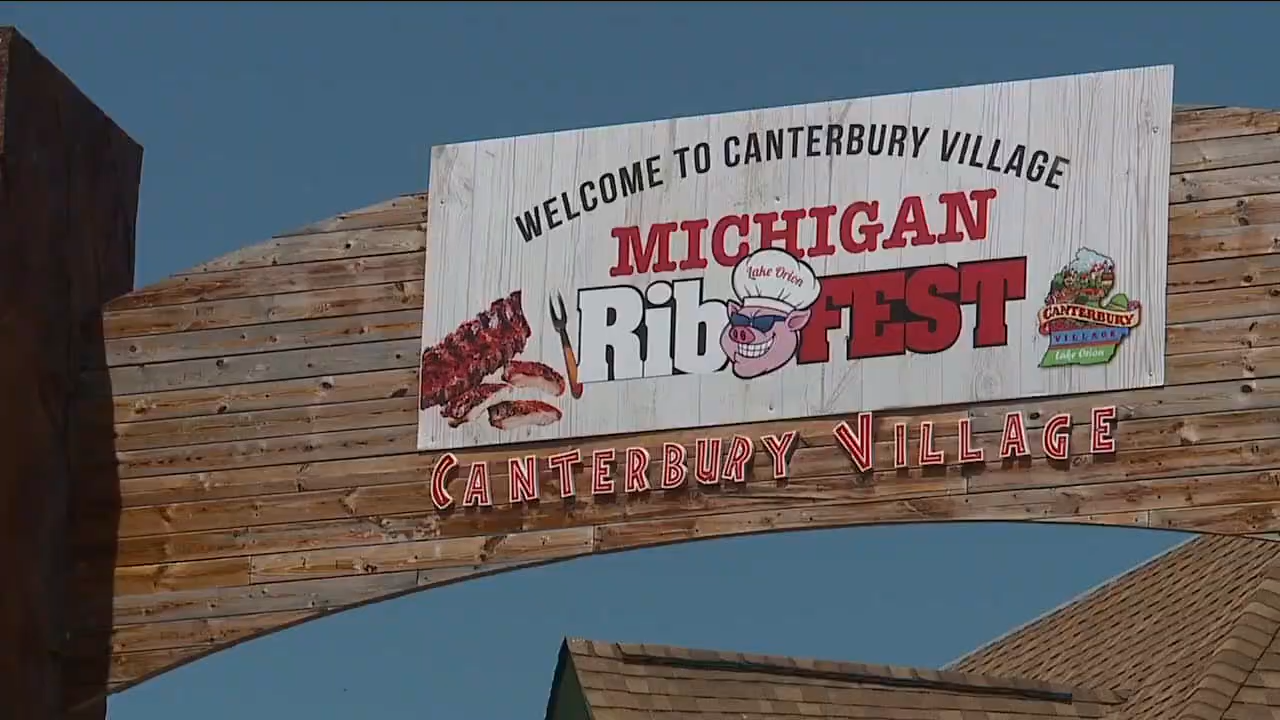 WELCOME TO CANTERBURY VILLAGE
MICHIGAN
Lake Orion
Rib FEST
CANTERBURY
VILLAGE
Lake Orion
CANTERBURY VILLAGE